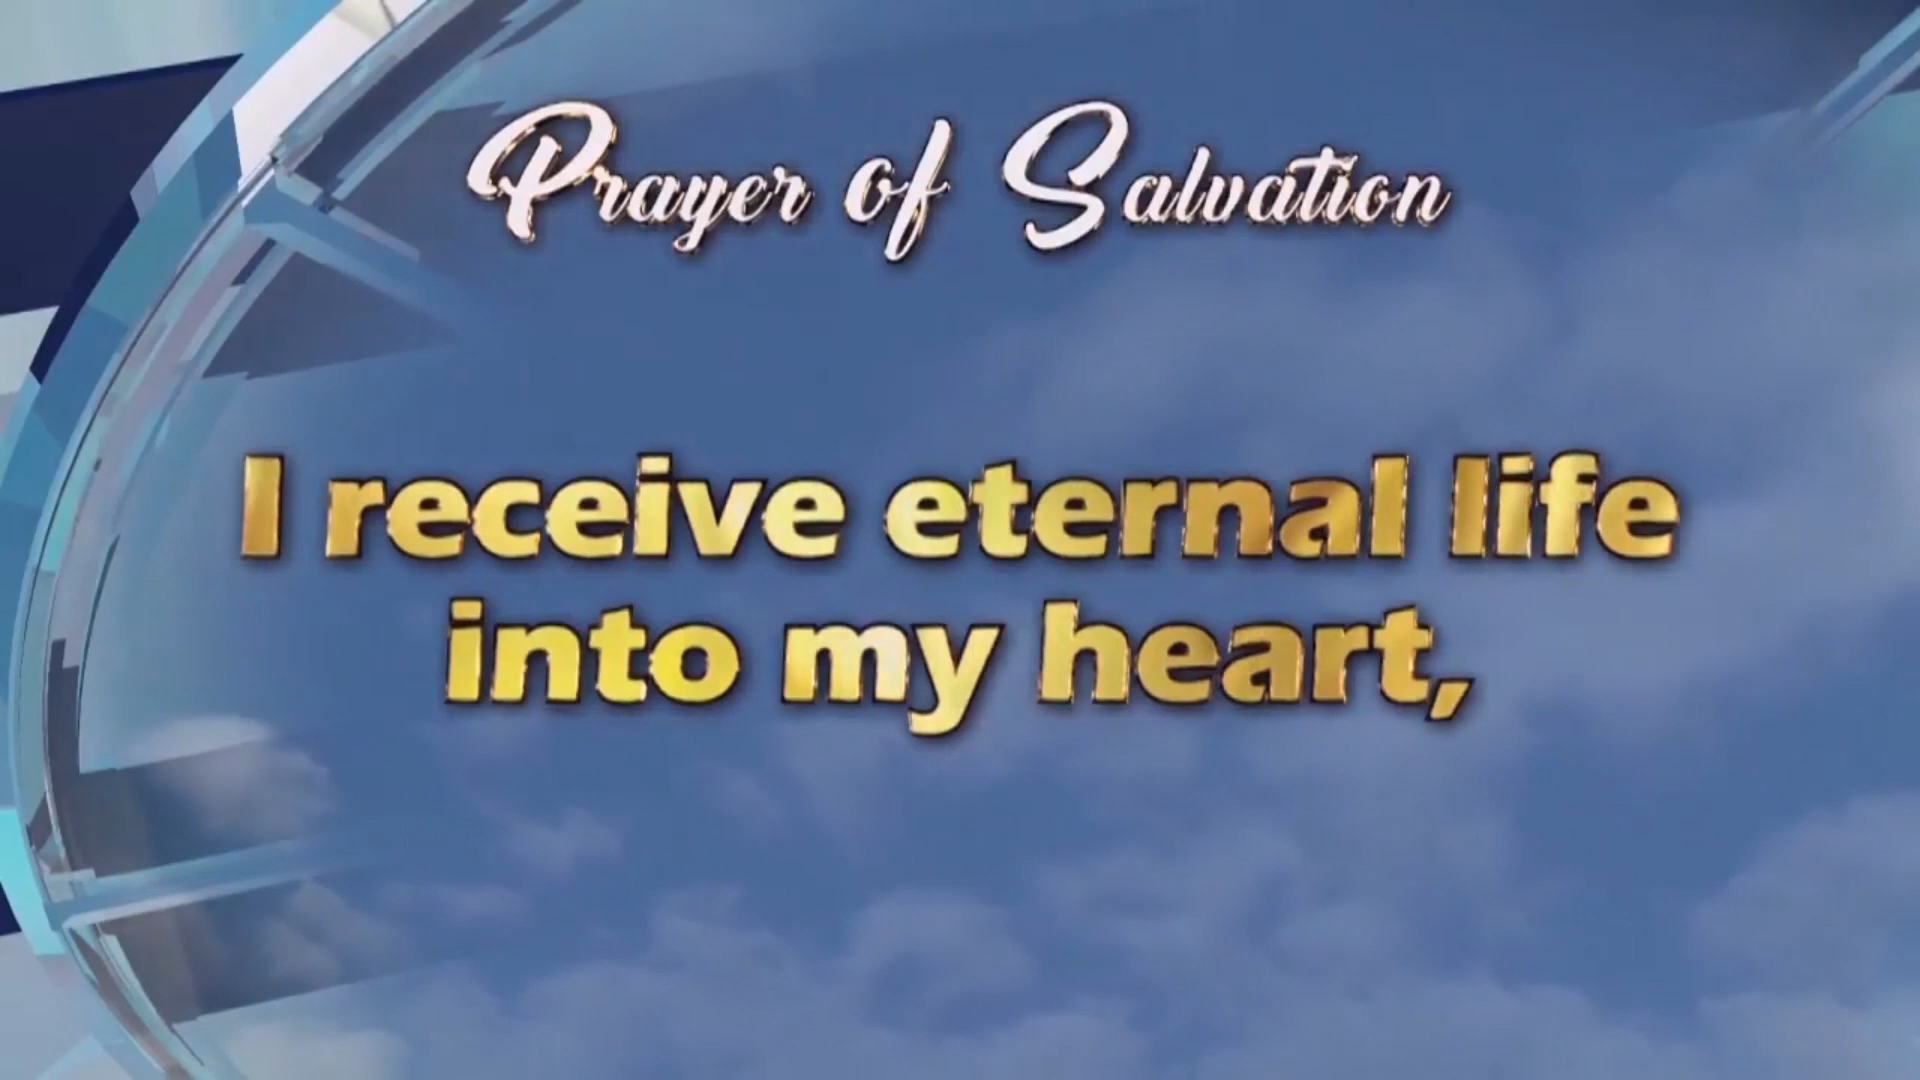 Prayer of Salvation
I receive eternal life
into my heart,